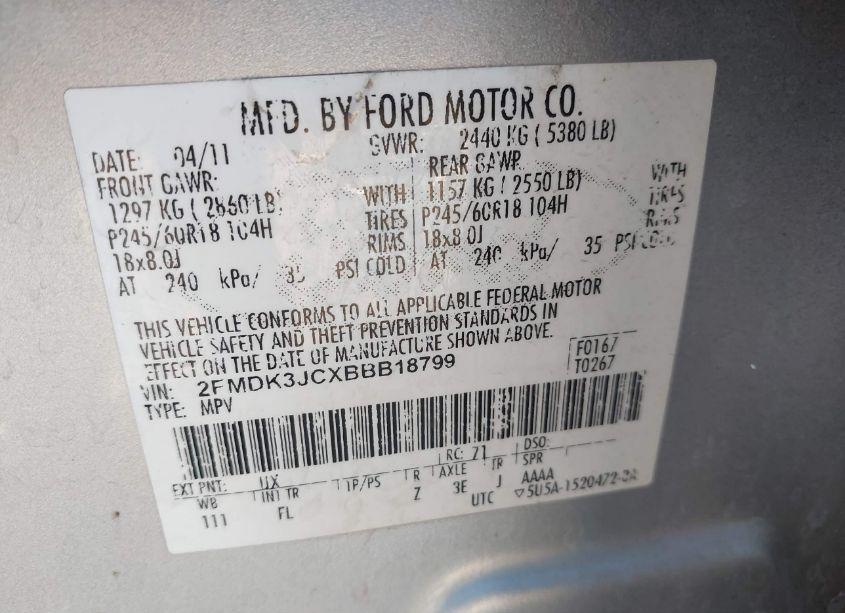 MFD. BY FORD MOTOR CO.
DATE: 04/11 GVWR: 2440 KG ( 5380 LB)
FRONT GAWR: REAR GAWR:
1297 KG ( 2860 LB) WITH 1157 KG ( 2550 LB) WITH
P245/60R18 104H TIRES P245/60R18 104H TIRES
18x8.0J RIMS 18x8.0J RIMS
AT 240 kPa/ 35 PSI COLD AT 240 kPa/ 35 PSI COLD
THIS VEHICLE CONFORMS TO ALL APPLICABLE FEDERAL MOTOR
VEHICLE SAFETY AND THEFT PREVENTION STANDARDS IN
EFFECT ON THE DATE OF MANUFACTURE SHOWN ABOVE.
VIN: 2FMDK3JCXBBB18799 F0167
TYPE: MPV T0267
EXT PNT: UX RC: 71 DSO:
WB INT TR TP/PS R AXLE TR SPR
111 FL Z 3E J AAAA
UTC ▽5U5A-1520472-